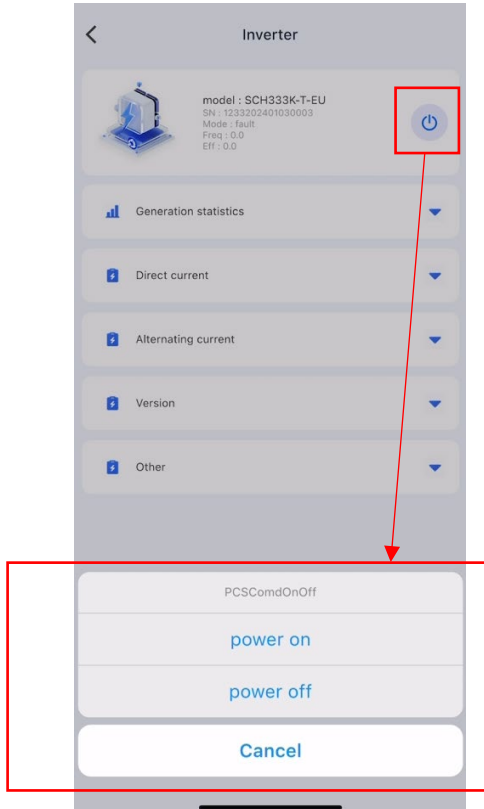 Inverter
model : SCH333K-T-EU
SN : 1233202401030003
Mode : fault
Freq : 0.0
Eff : 0.0
Generation statistics
Direct current
Alternating current
Version
Other
PCSComdOnOff
power on
power off
Cancel